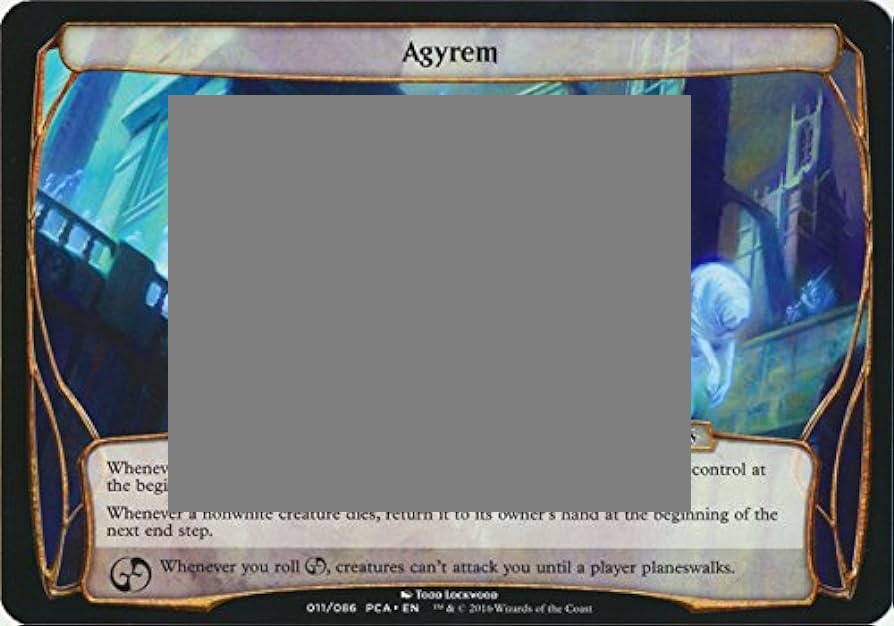 Agyrem
Whenev control at
the begi
Whenever a nonwhite creature dies, return it to its owner's hand at the beginning of the
next end step.
Whenever you roll , creatures can't attack you until a player planeswalks.
Todd Lockwood
011/086 PCA • EN ™ & © 2016 Wizards of the Coast